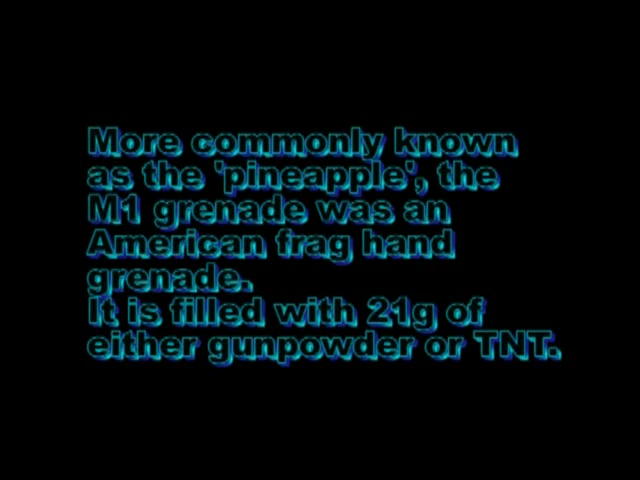 More commonly known
as the 'pineapple', the
M1 grenade was an
American frag hand
grenade.
It is filled with 21g of
either gunpowder or TNT.